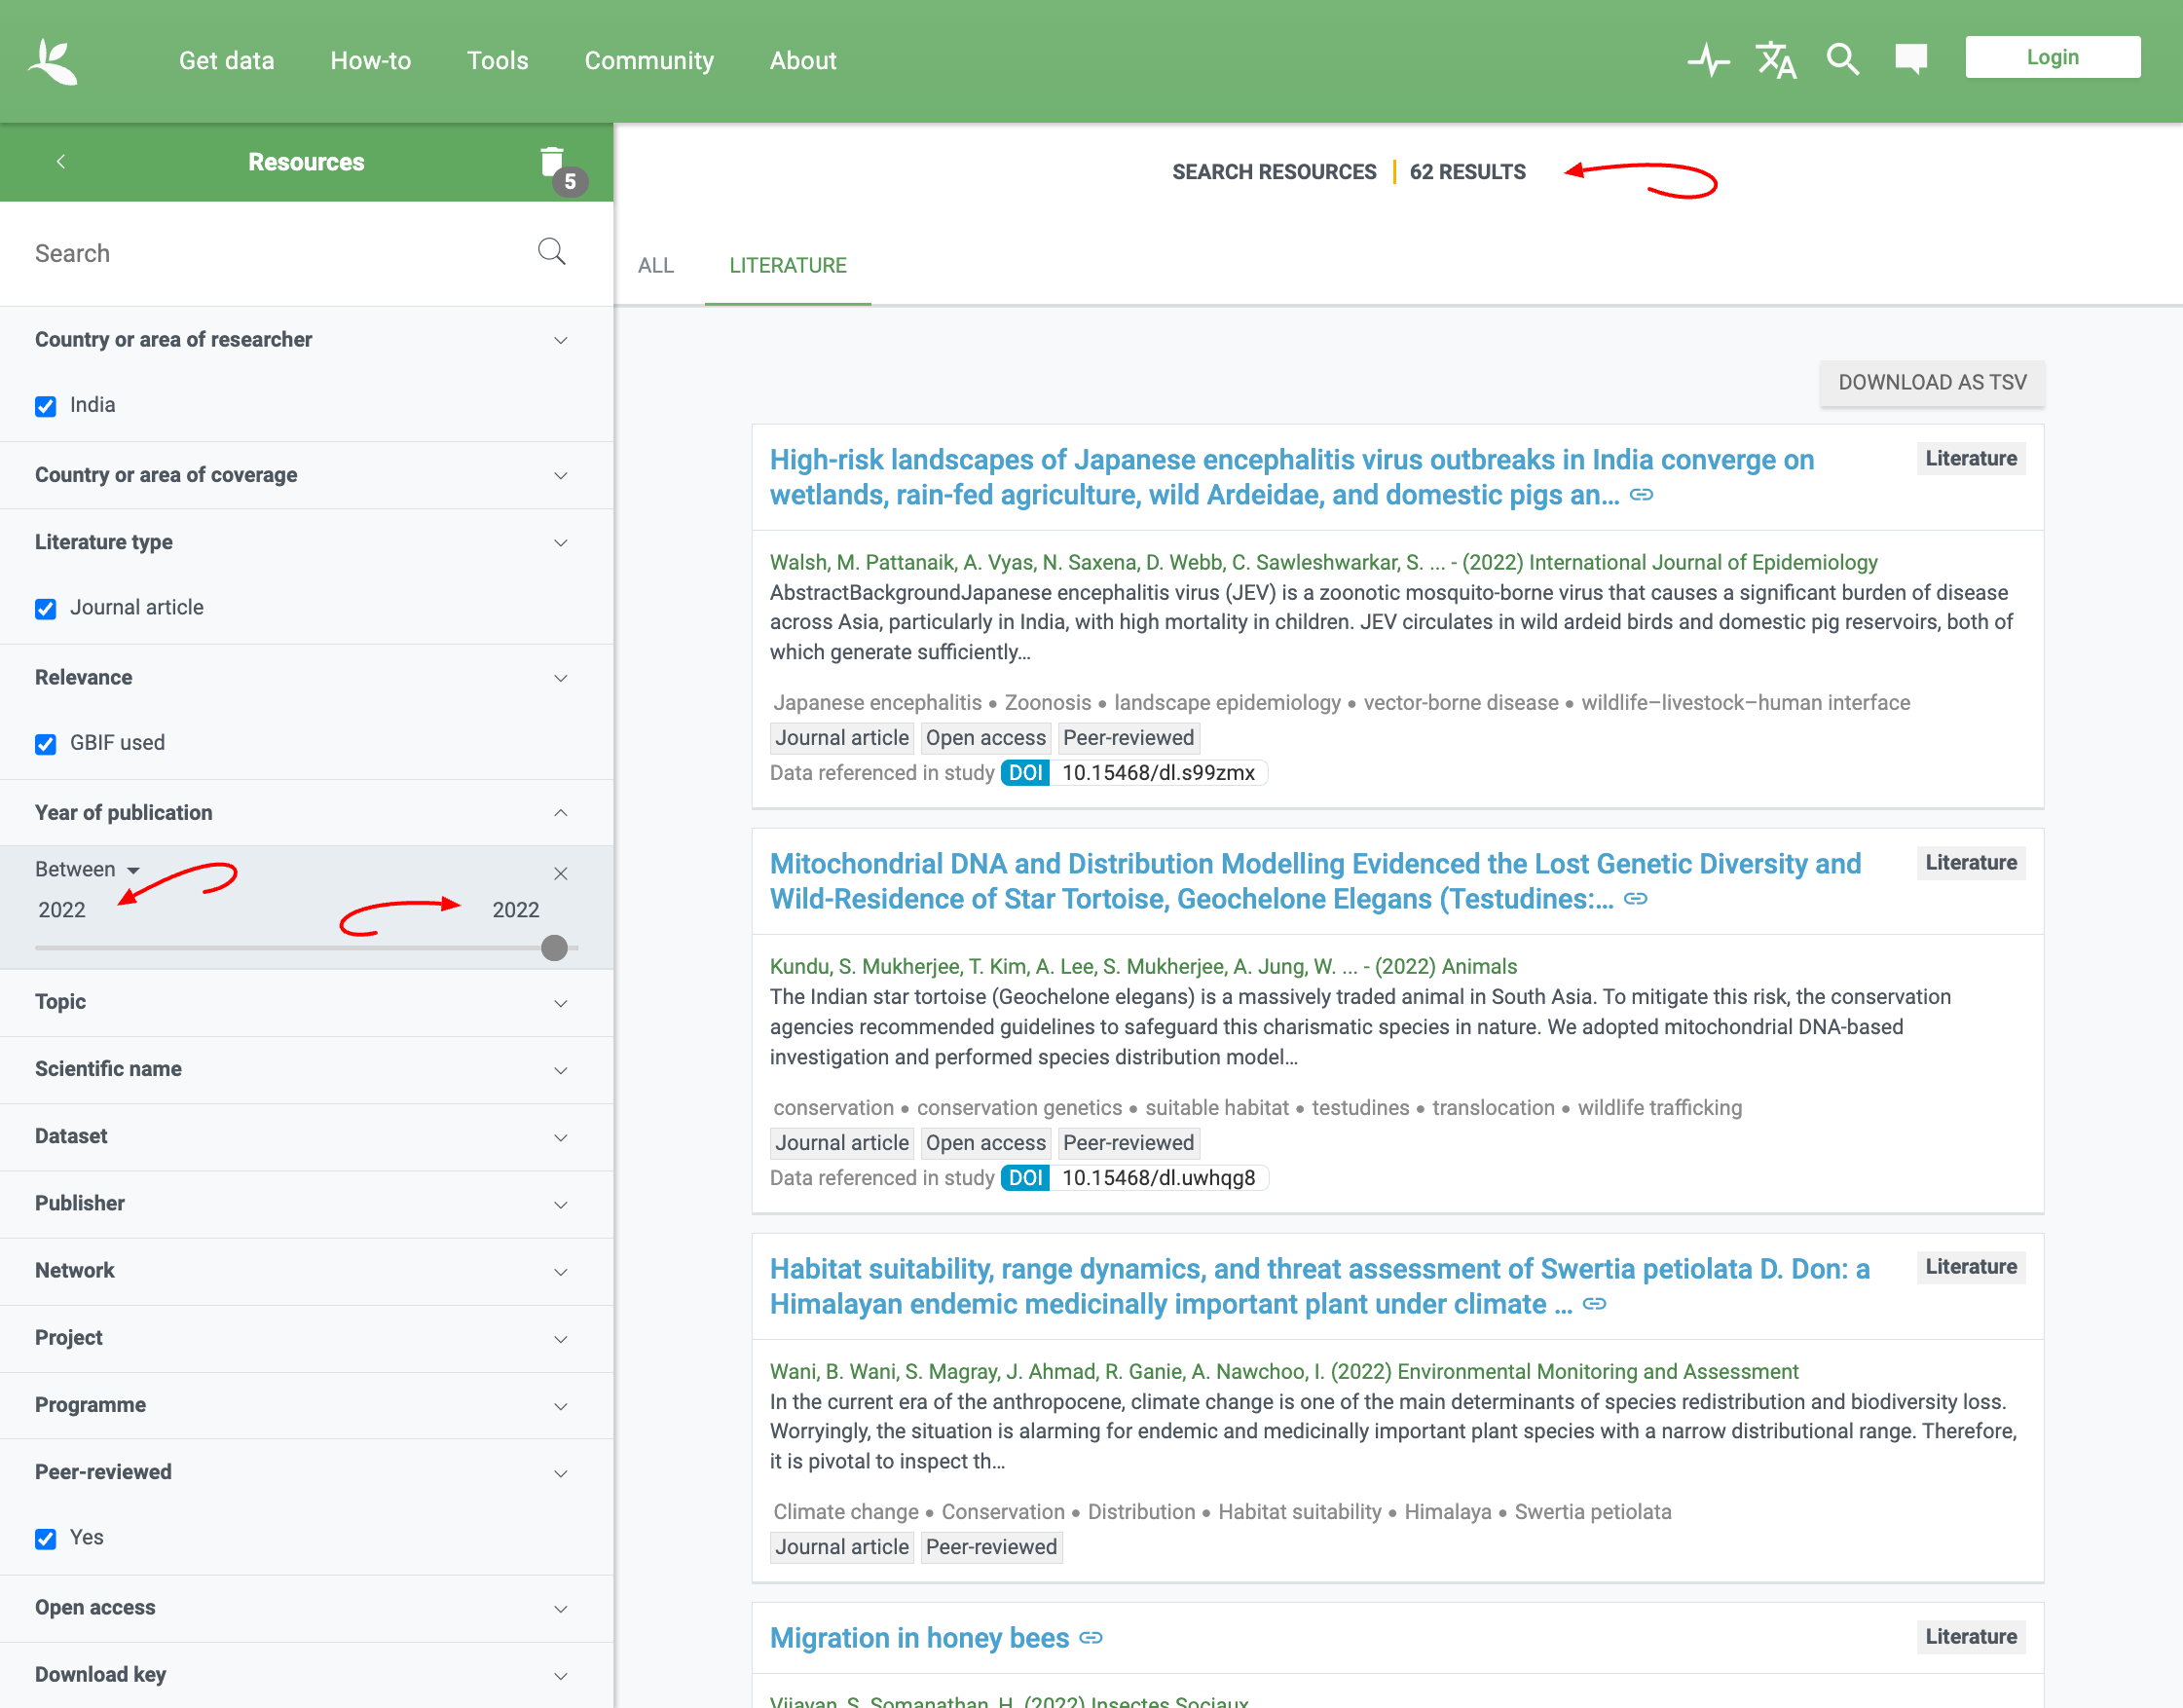 Get data
How-to
Tools
Community
About
Login
Resources
5
Search
Country or area of researcher
India
Country or area of coverage
Literature type
Journal article
Relevance
GBIF used
Year of publication
Between
2022
2022
Topic
Scientific name
Dataset
Publisher
Network
Project
Programme
Peer-reviewed
Yes
Open access
Download key
SEARCH RESOURCES | 62 RESULTS
ALL
LITERATURE
DOWNLOAD AS TSV
High-risk landscapes of Japanese encephalitis virus outbreaks in India converge on
wetlands, rain-fed agriculture, wild Ardeidae, and domestic pigs an...
Literature
Walsh, M. Pattanaik, A. Vyas, N. Saxena, D. Webb, C. Sawleshwarkar, S. ... - (2022) International Journal of Epidemiology
AbstractBackgroundJapanese encephalitis virus (JEV) is a zoonotic mosquito-borne virus that causes a significant burden of disease
across Asia, particularly in India, with high mortality in children. JEV circulates in wild ardeid birds and domestic pig reservoirs, both of
which generate sufficiently...
Japanese encephalitis • Zoonosis • landscape epidemiology • vector-borne disease • wildlife–livestock–human interface
Journal article Open access Peer-reviewed
Data referenced in study DOI 10.15468/dl.s99zmx
Mitochondrial DNA and Distribution Modelling Evidenced the Lost Genetic Diversity and
Wild-Residence of Star Tortoise, Geochelone Elegans (Testudines:...
Literature
Kundu, S. Mukherjee, T. Kim, A. Lee, S. Mukherjee, A. Jung, W. ... - (2022) Animals
The Indian star tortoise (Geochelone elegans) is a massively traded animal in South Asia. To mitigate this risk, the conservation
agencies recommended guidelines to safeguard this charismatic species in nature. We adopted mitochondrial DNA-based
investigation and performed species distribution model...
conservation • conservation genetics • suitable habitat • testudines • translocation • wildlife trafficking
Journal article Open access Peer-reviewed
Data referenced in study DOI 10.15468/dl.uwhqg8
Habitat suitability, range dynamics, and threat assessment of Swertia petiolata D. Don: a
Himalayan endemic medicinally important plant under climate ...
Literature
Wani, B. Wani, S. Magray, J. Ahmad, R. Ganie, A. Nawchoo, I. (2022) Environmental Monitoring and Assessment
In the current era of the anthropocene, climate change is one of the main determinants of species redistribution and biodiversity loss.
Worryingly, the situation is alarming for endemic and medicinally important plant species with a narrow distributional range. Therefore,
it is pivotal to inspect th...
Climate change • Conservation • Distribution • Habitat suitability • Himalaya • Swertia petiolata
Journal article Peer-reviewed
Migration in honey bees
Literature
Vijayan, S. Somanathan, H. (2022) Insectes Sociaux